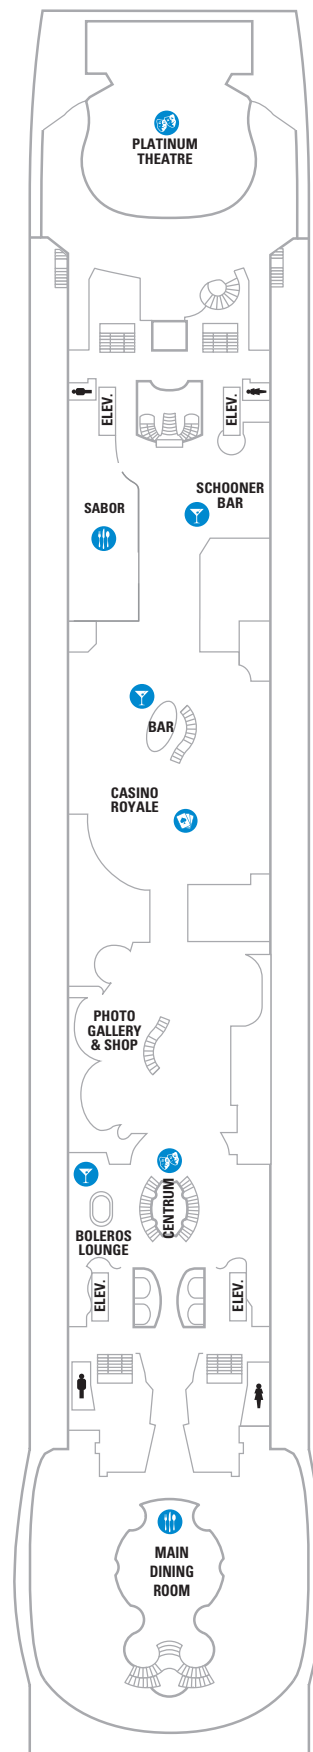 PLATINUM
THEATRE
ELEV.
ELEV.
SCHOONER
BAR
SABOR
BAR
CASINO
ROYALE
PHOTO
GALLERY
& SHOP
CENTRUM
BOLEROS
LOUNGE
ELEV.
ELEV.
MAIN
DINING
ROOM